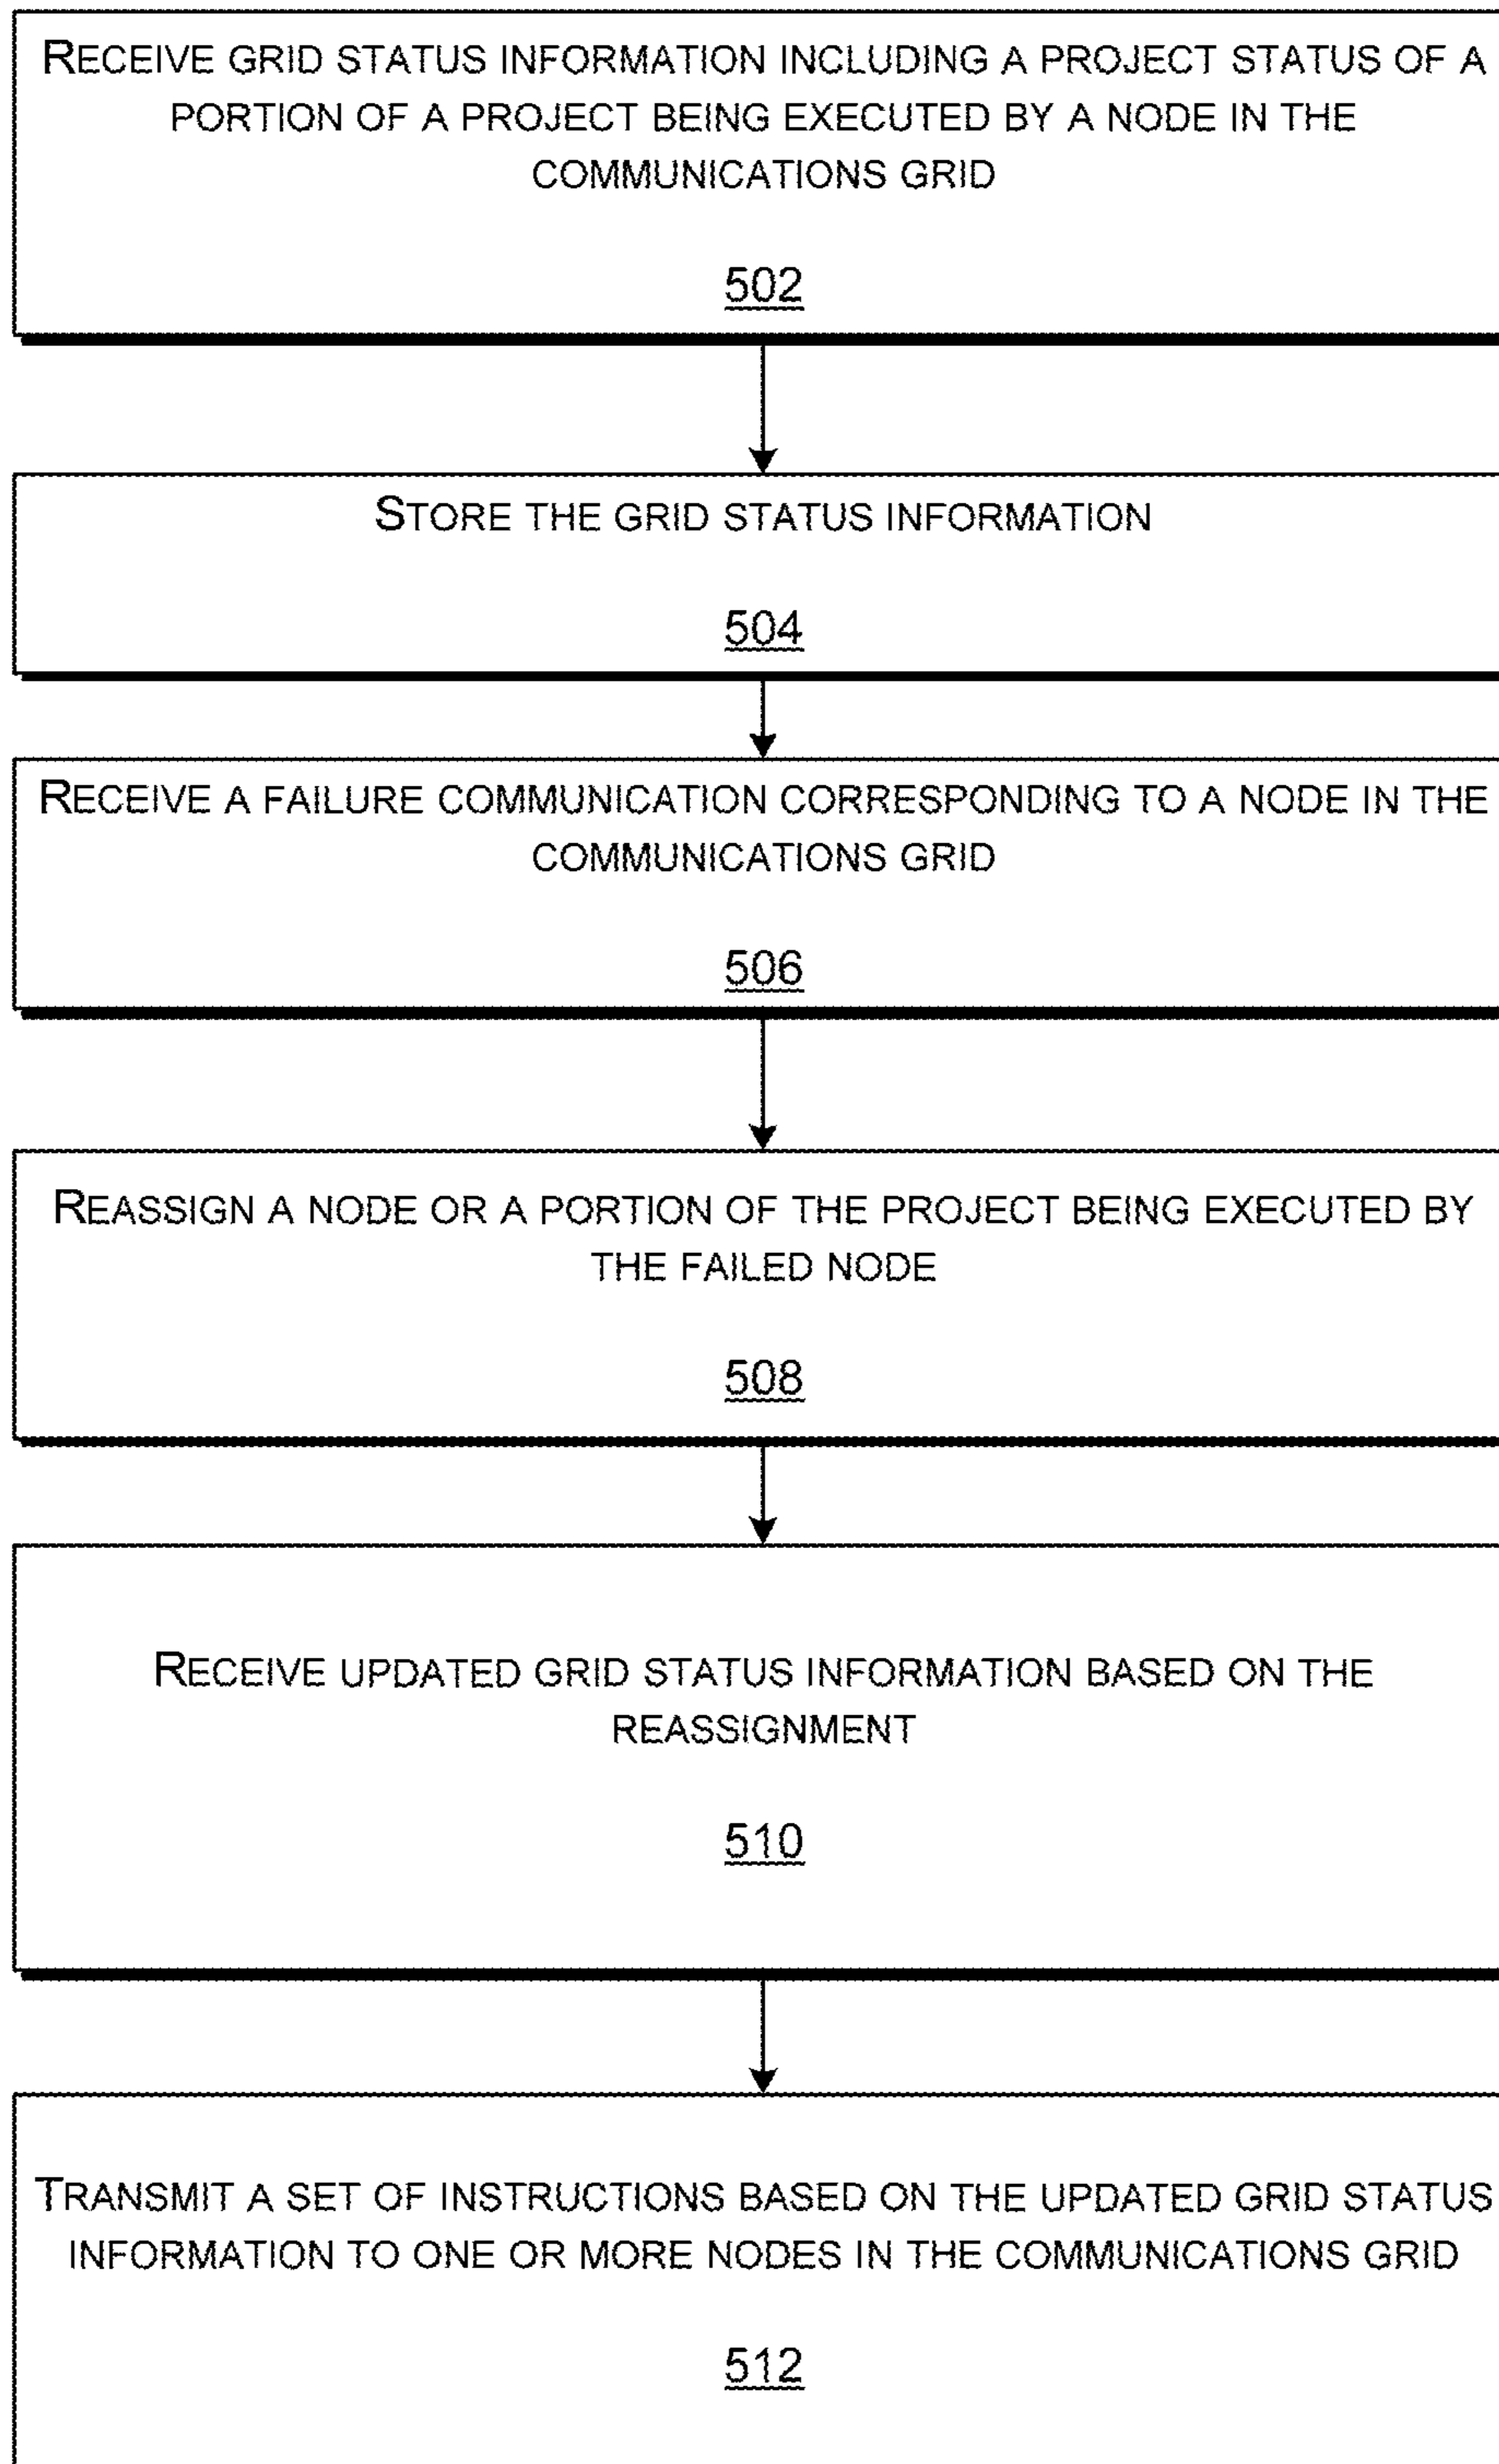 RECEIVE GRID STATUS INFORMATION INCLUDING A PROJECT STATUS OF A
PORTION OF A PROJECT BEING EXECUTED BY A NODE IN THE
COMMUNICATIONS GRID
502
STORE THE GRID STATUS INFORMATION
504
RECEIVE A FAILURE COMMUNICATION CORRESPONDING TO A NODE IN THE
COMMUNICATIONS GRID
506
REASSIGN A NODE OR A PORTION OF THE PROJECT BEING EXECUTED BY
THE FAILED NODE
508
RECEIVE UPDATED GRID STATUS INFORMATION BASED ON THE
REASSIGNMENT
510
TRANSMIT A SET OF INSTRUCTIONS BASED ON THE UPDATED GRID STATUS
INFORMATION TO ONE OR MORE NODES IN THE COMMUNICATIONS GRID
512